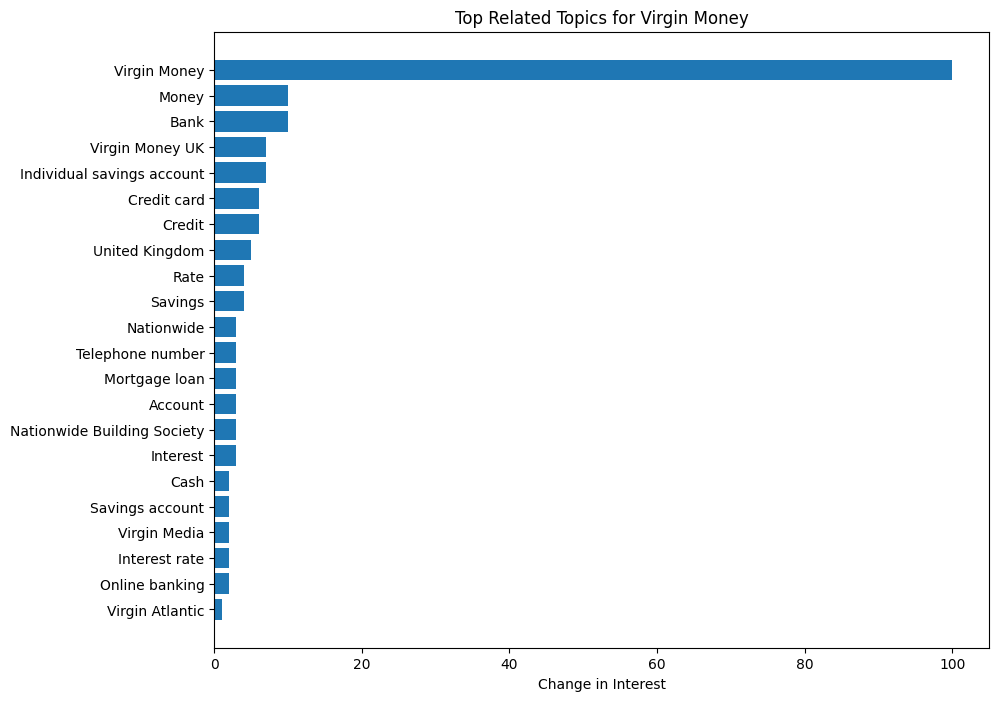 Top Related Topics for Virgin Money
Virgin Money
Money
Bank
Virgin Money UK
Individual savings account
Credit card
Credit
United Kingdom
Rate
Savings
Nationwide
Telephone number
Mortgage loan
Account
Nationwide Building Society
Interest
Cash
Savings account
Virgin Media
Interest rate
Online banking
Virgin Atlantic
0 20 40 60 80 100
Change in Interest